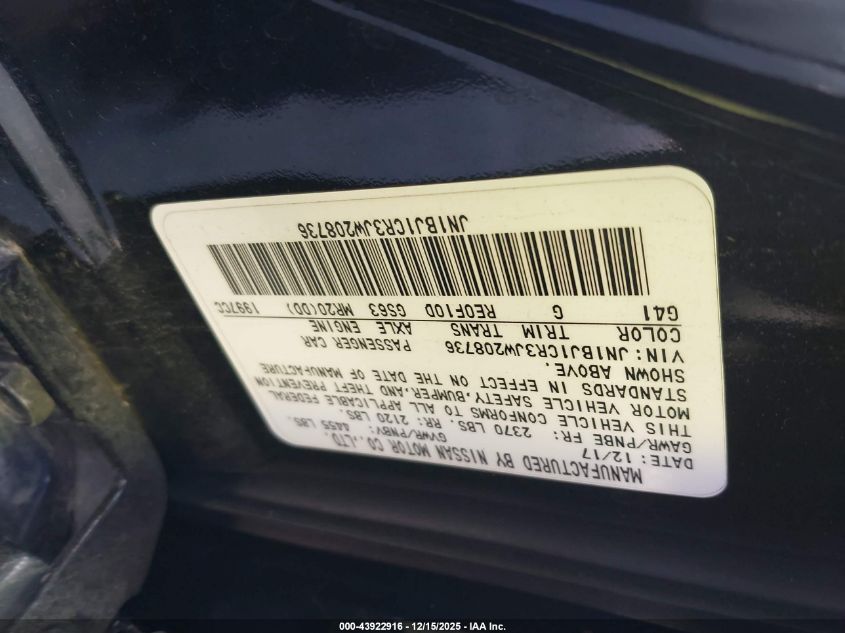 MANUFACTURED BY NISSAN MOTOR CO.,LTD.
DATE: 12/17 GVWR/PNBV: 4455 LBS.
GAWR/PNBE FR: 2370 LBS. RR: 2120 LBS.
THIS VEHICLE CONFORMS TO ALL APPLICABLE FEDERAL
MOTOR VEHICLE SAFETY,BUMPER,AND THEFT PREVENTION
STANDARDS IN EFFECT ON THE DATE OF MANUFACTURE
SHOWN ABOVE.
VIN: JN1BJ1CR3JW208736 PASSENGER CAR
COLOR TRIM TRANS AXLE ENGINE
G41 G RE0F10D GS63 MR20(DD) 1997CC
JN1BJ1CR3JW208736
000-43922916 - 12/15/2025 - IAA Inc.